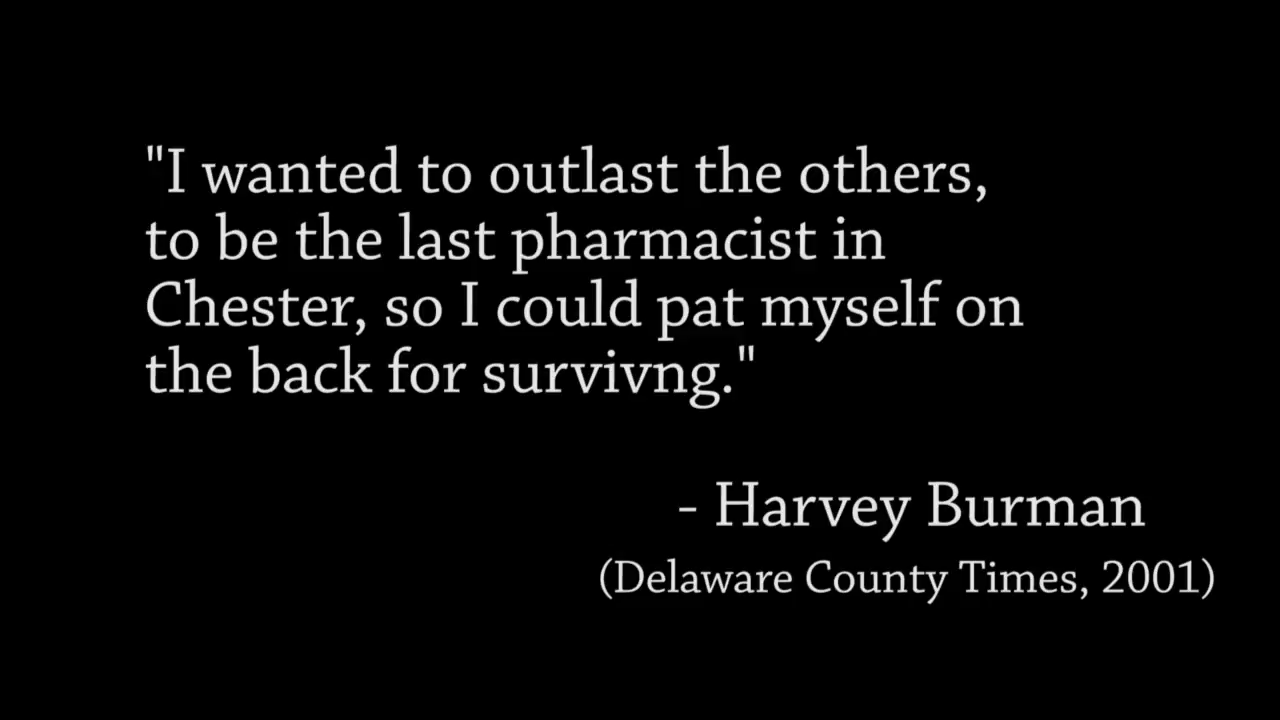 "I wanted to outlast the others,
to be the last pharmacist in
Chester, so I could pat myself on
the back for survivng."
- Harvey Burman
(Delaware County Times, 2001)